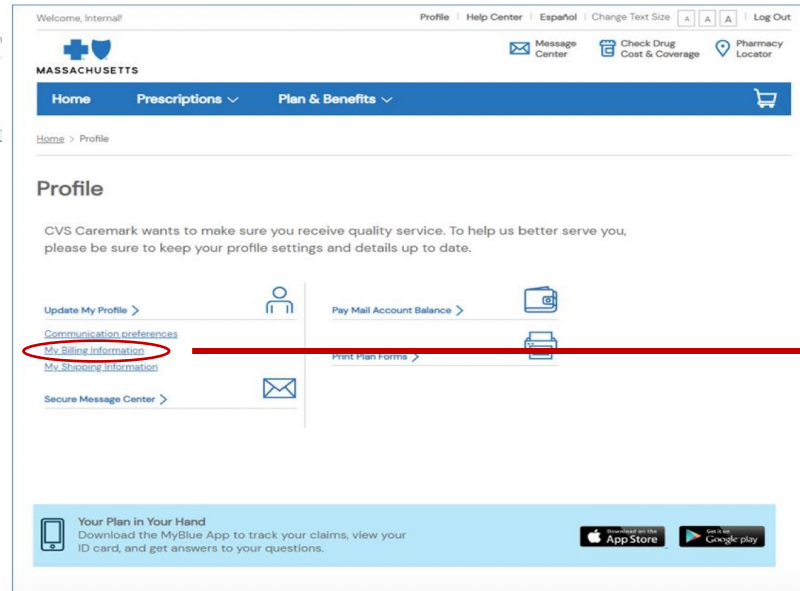 Welcome, Internal!
Profile Help Center Español Change Text Size A A A Log Out
MASSACHUSETTS
Message Center
Check Drug Cost & Coverage
Pharmacy Locator
Home Prescriptions Plan & Benefits
Home > Profile
Profile
CVS Caremark wants to make sure you receive quality service. To help us better serve you,
please be sure to keep your profile settings and details up to date.
Update My Profile >
Communication preferences
My Billing Information
My Shipping Information
Secure Message Center >
Pay Mail Account Balance >
Print Plan Forms >
Your Plan in Your Hand
Download the MyBlue App to track your claims, view your
ID card, and get answers to your questions.
Download on the
App Store
Get it on
Google play